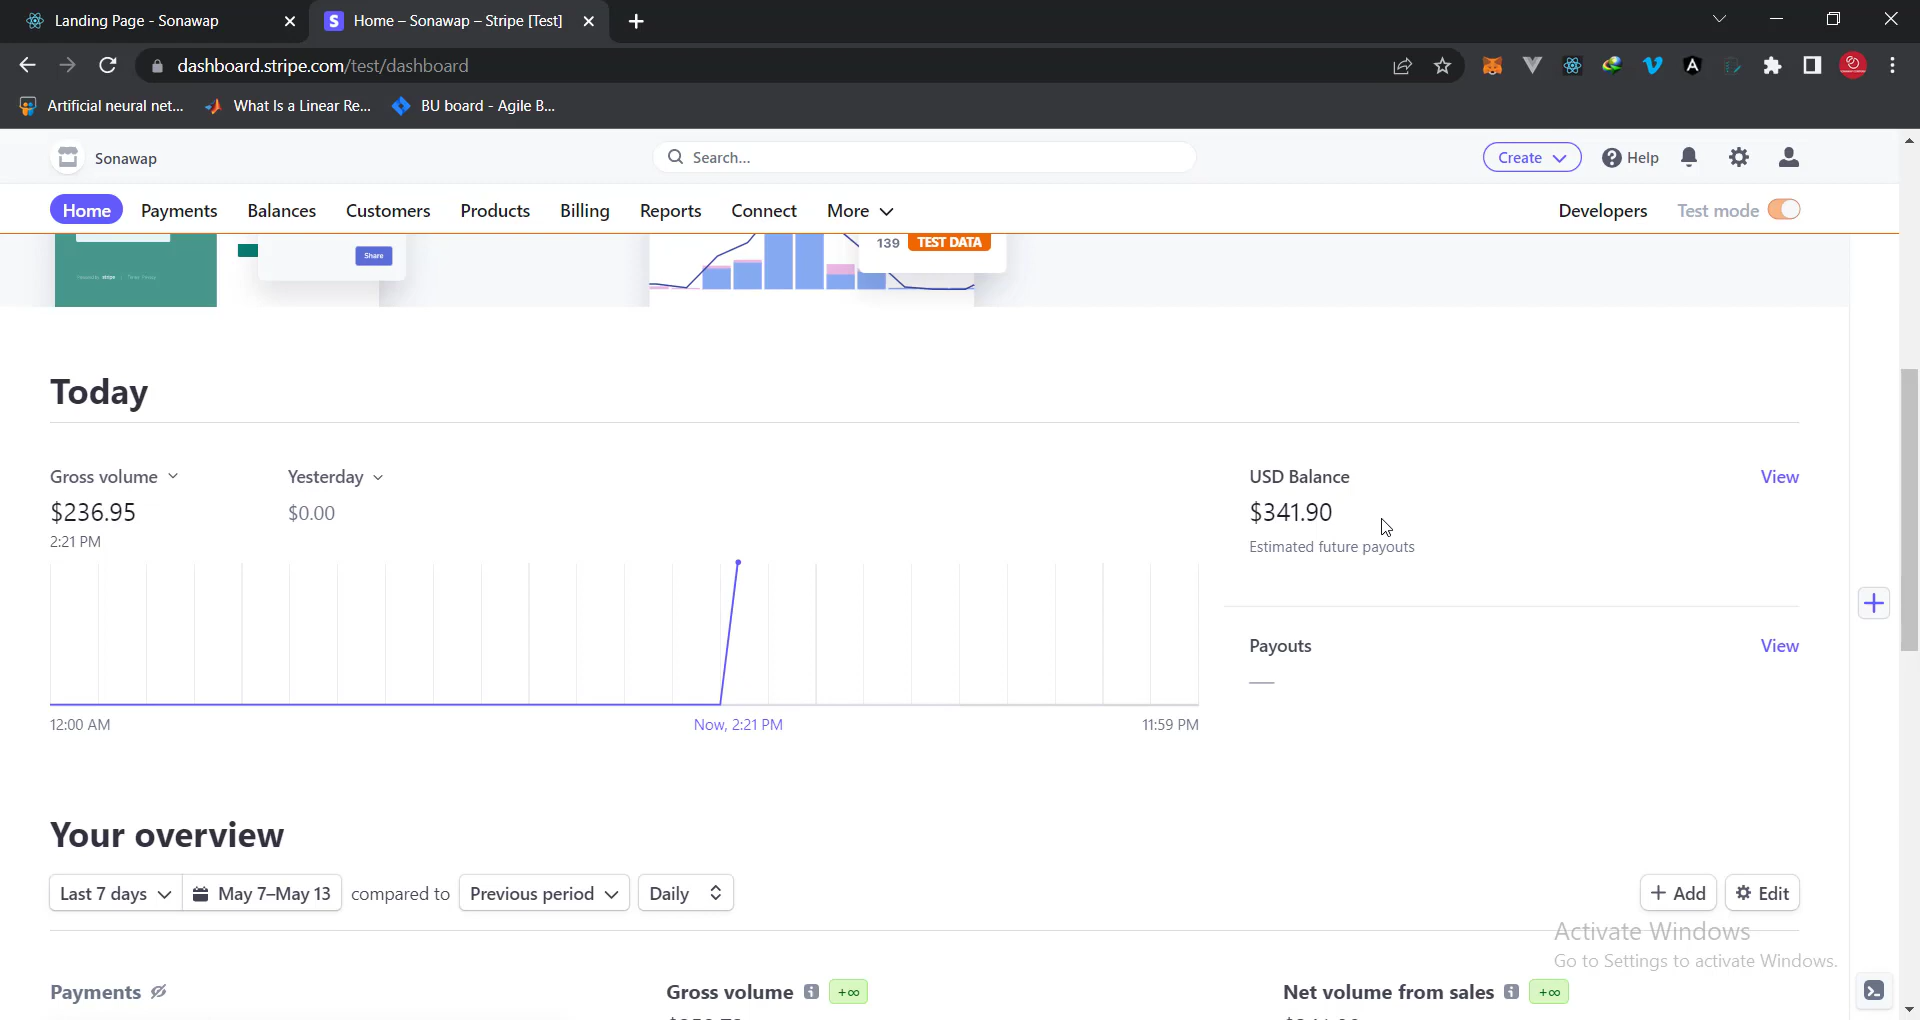 Landing Page - Sonawap
Home – Sonawap – Stripe [Test]
dashboard.stripe.com/test/dashboard
Artificial neural net...
What Is a Linear Re...
BU board - Agile B...
Sonawap
Search...
Create
Help
Home
Payments
Balances
Customers
Products
Billing
Reports
Connect
More
Developers
Test mode
Share
139
TEST DATA
Today
Gross volume
Yesterday
$236.95
$0.00
2:21 PM
USD Balance
View
$341.90
Estimated future payouts
Payouts
View
—
12:00 AM
Now, 2:21 PM
11:59 PM
Your overview
Last 7 days
May 7–May 13
compared to
Previous period
Daily
Add
Edit
Activate Windows
Go to Settings to activate Windows.
Payments
Gross volume
+∞
Net volume from sales
+∞